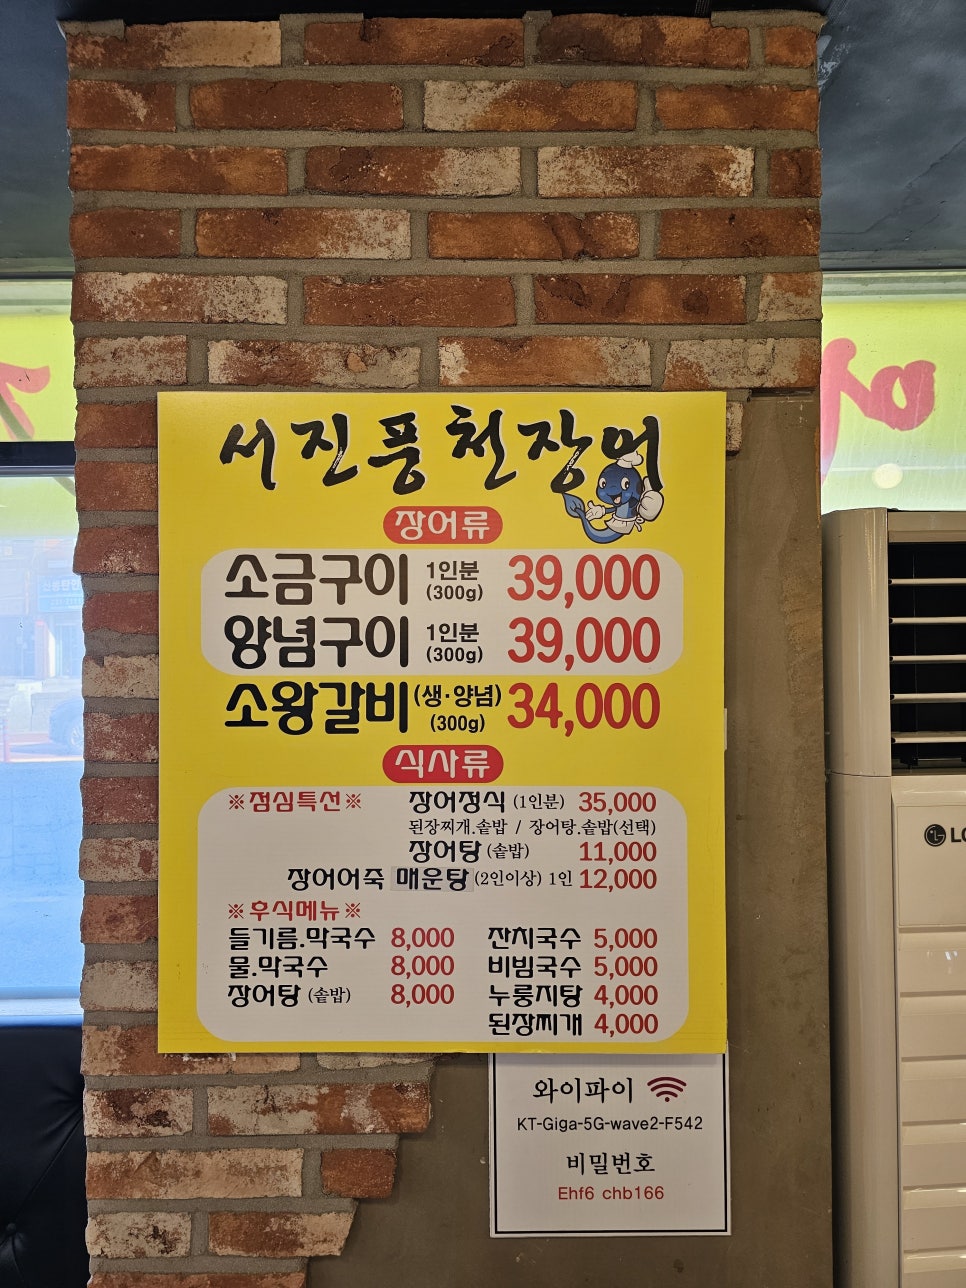 서진풍천장어
장어류
소금구이 1인분 (300g) 39,000
양념구이 1인분 (300g) 39,000
소왕갈비 (생·양념) (300g) 34,000
식사류
※점심특선※ 장어정식 (1인분) 35,000
된장찌개.솥밥 / 장어탕.솥밥(선택)
장어탕 (솥밥) 11,000
장어어죽 매운탕 (2인이상) 1인 12,000
※후식메뉴※
들기름.막국수 8,000 잔치국수 5,000
물.막국수 8,000 비빔국수 5,000
장어탕 (솥밥) 8,000 누룽지탕 4,000
된장찌개 4,000
와이파이
KT-Giga-5G-wave2-F542
비밀번호
Ehf6 chb166
LG